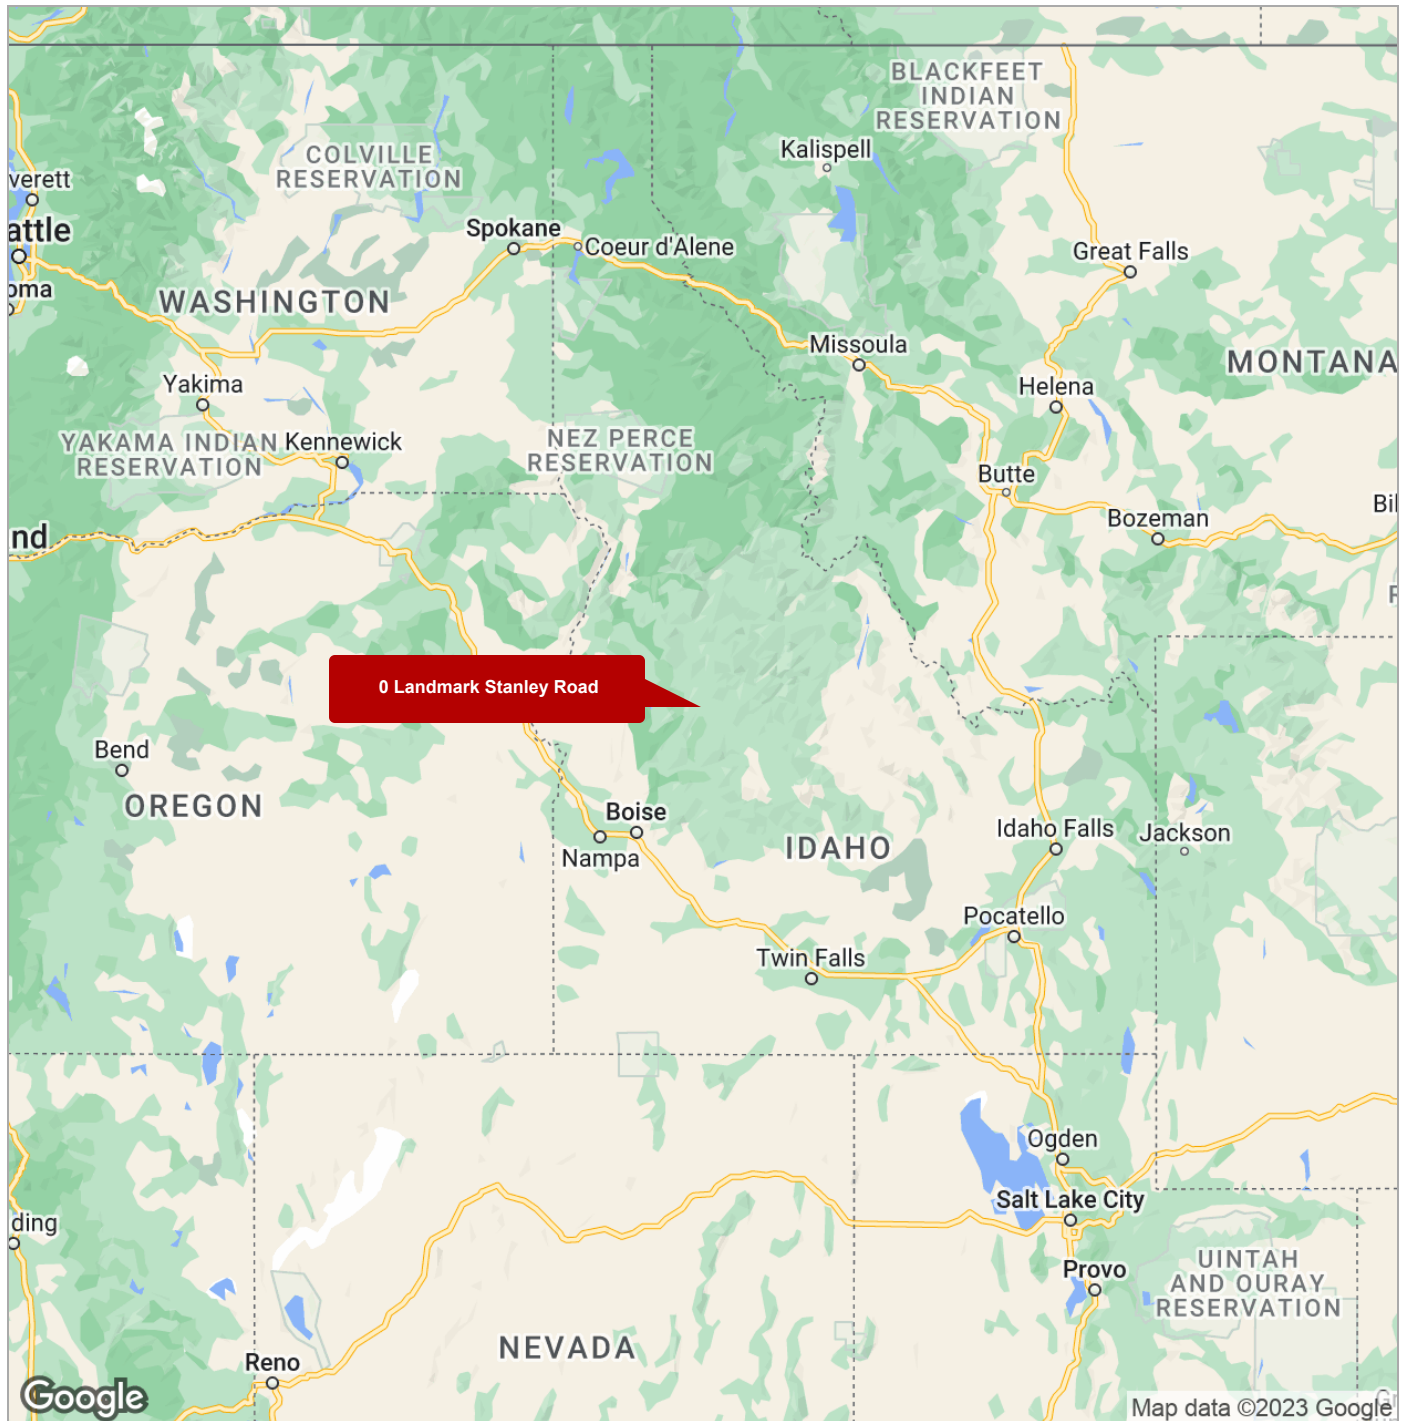 BLACKFEET
INDIAN
RESERVATION
Kalispell
COLVILLE
RESERVATION
verett
attle
oma
Spokane
Coeur d'Alene
Great Falls
WASHINGTON
Missoula
MONTANA
Yakima
Helena
YAKAMA INDIAN
RESERVATION
Kennewick
NEZ PERCE
RESERVATION
Butte
Bozeman
Bil
nd
0 Landmark Stanley Road
Bend
OREGON
Boise
Nampa
IDAHO
Idaho Falls
Jackson
Pocatello
Twin Falls
Ogden
Salt Lake City
ding
Provo
UINTAH
AND OURAY
RESERVATION
NEVADA
Reno
Google
Map data ©2023 Google